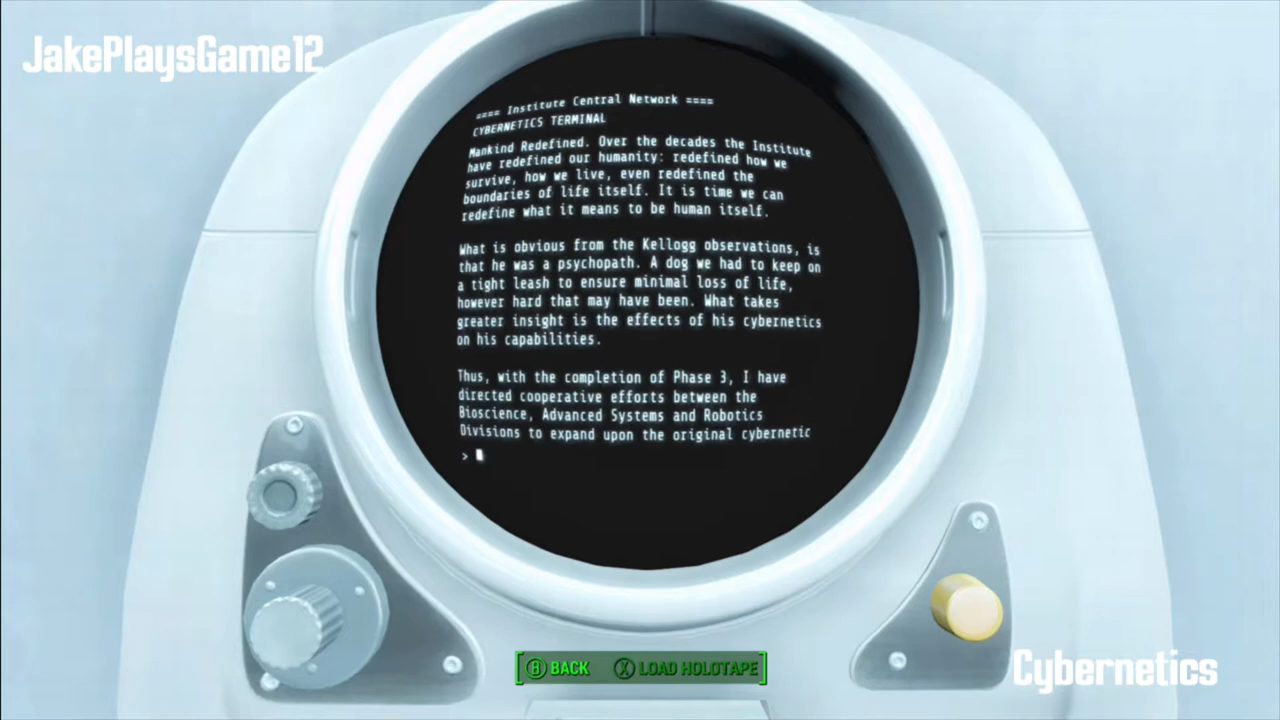 JakePlaysGame12
==== Institute Central Network ====
CYBERNETICS TERMINAL
Mankind Redefined. Over the decades the Institute
have redefined our humanity: redefined how we
survive, how we live, even redefined the
boundaries of life itself. It is time we can
redefine what it means to be human itself.
What is obvious from the Kellogg observations, is
that he was a psychopath. A dog we had to keep on
a tight leash to ensure minimal loss of life,
however hard that may have been. What takes
greater insight is the effects of his cybernetics
on his capabilities.
Thus, with the completion of Phase 3, I have
directed cooperative efforts between the
Bioscience, Advanced Systems and Robotics
Divisions to expand upon the original cybernetic
>
B BACK X LOAD HOLOTAPE
Cybernetics